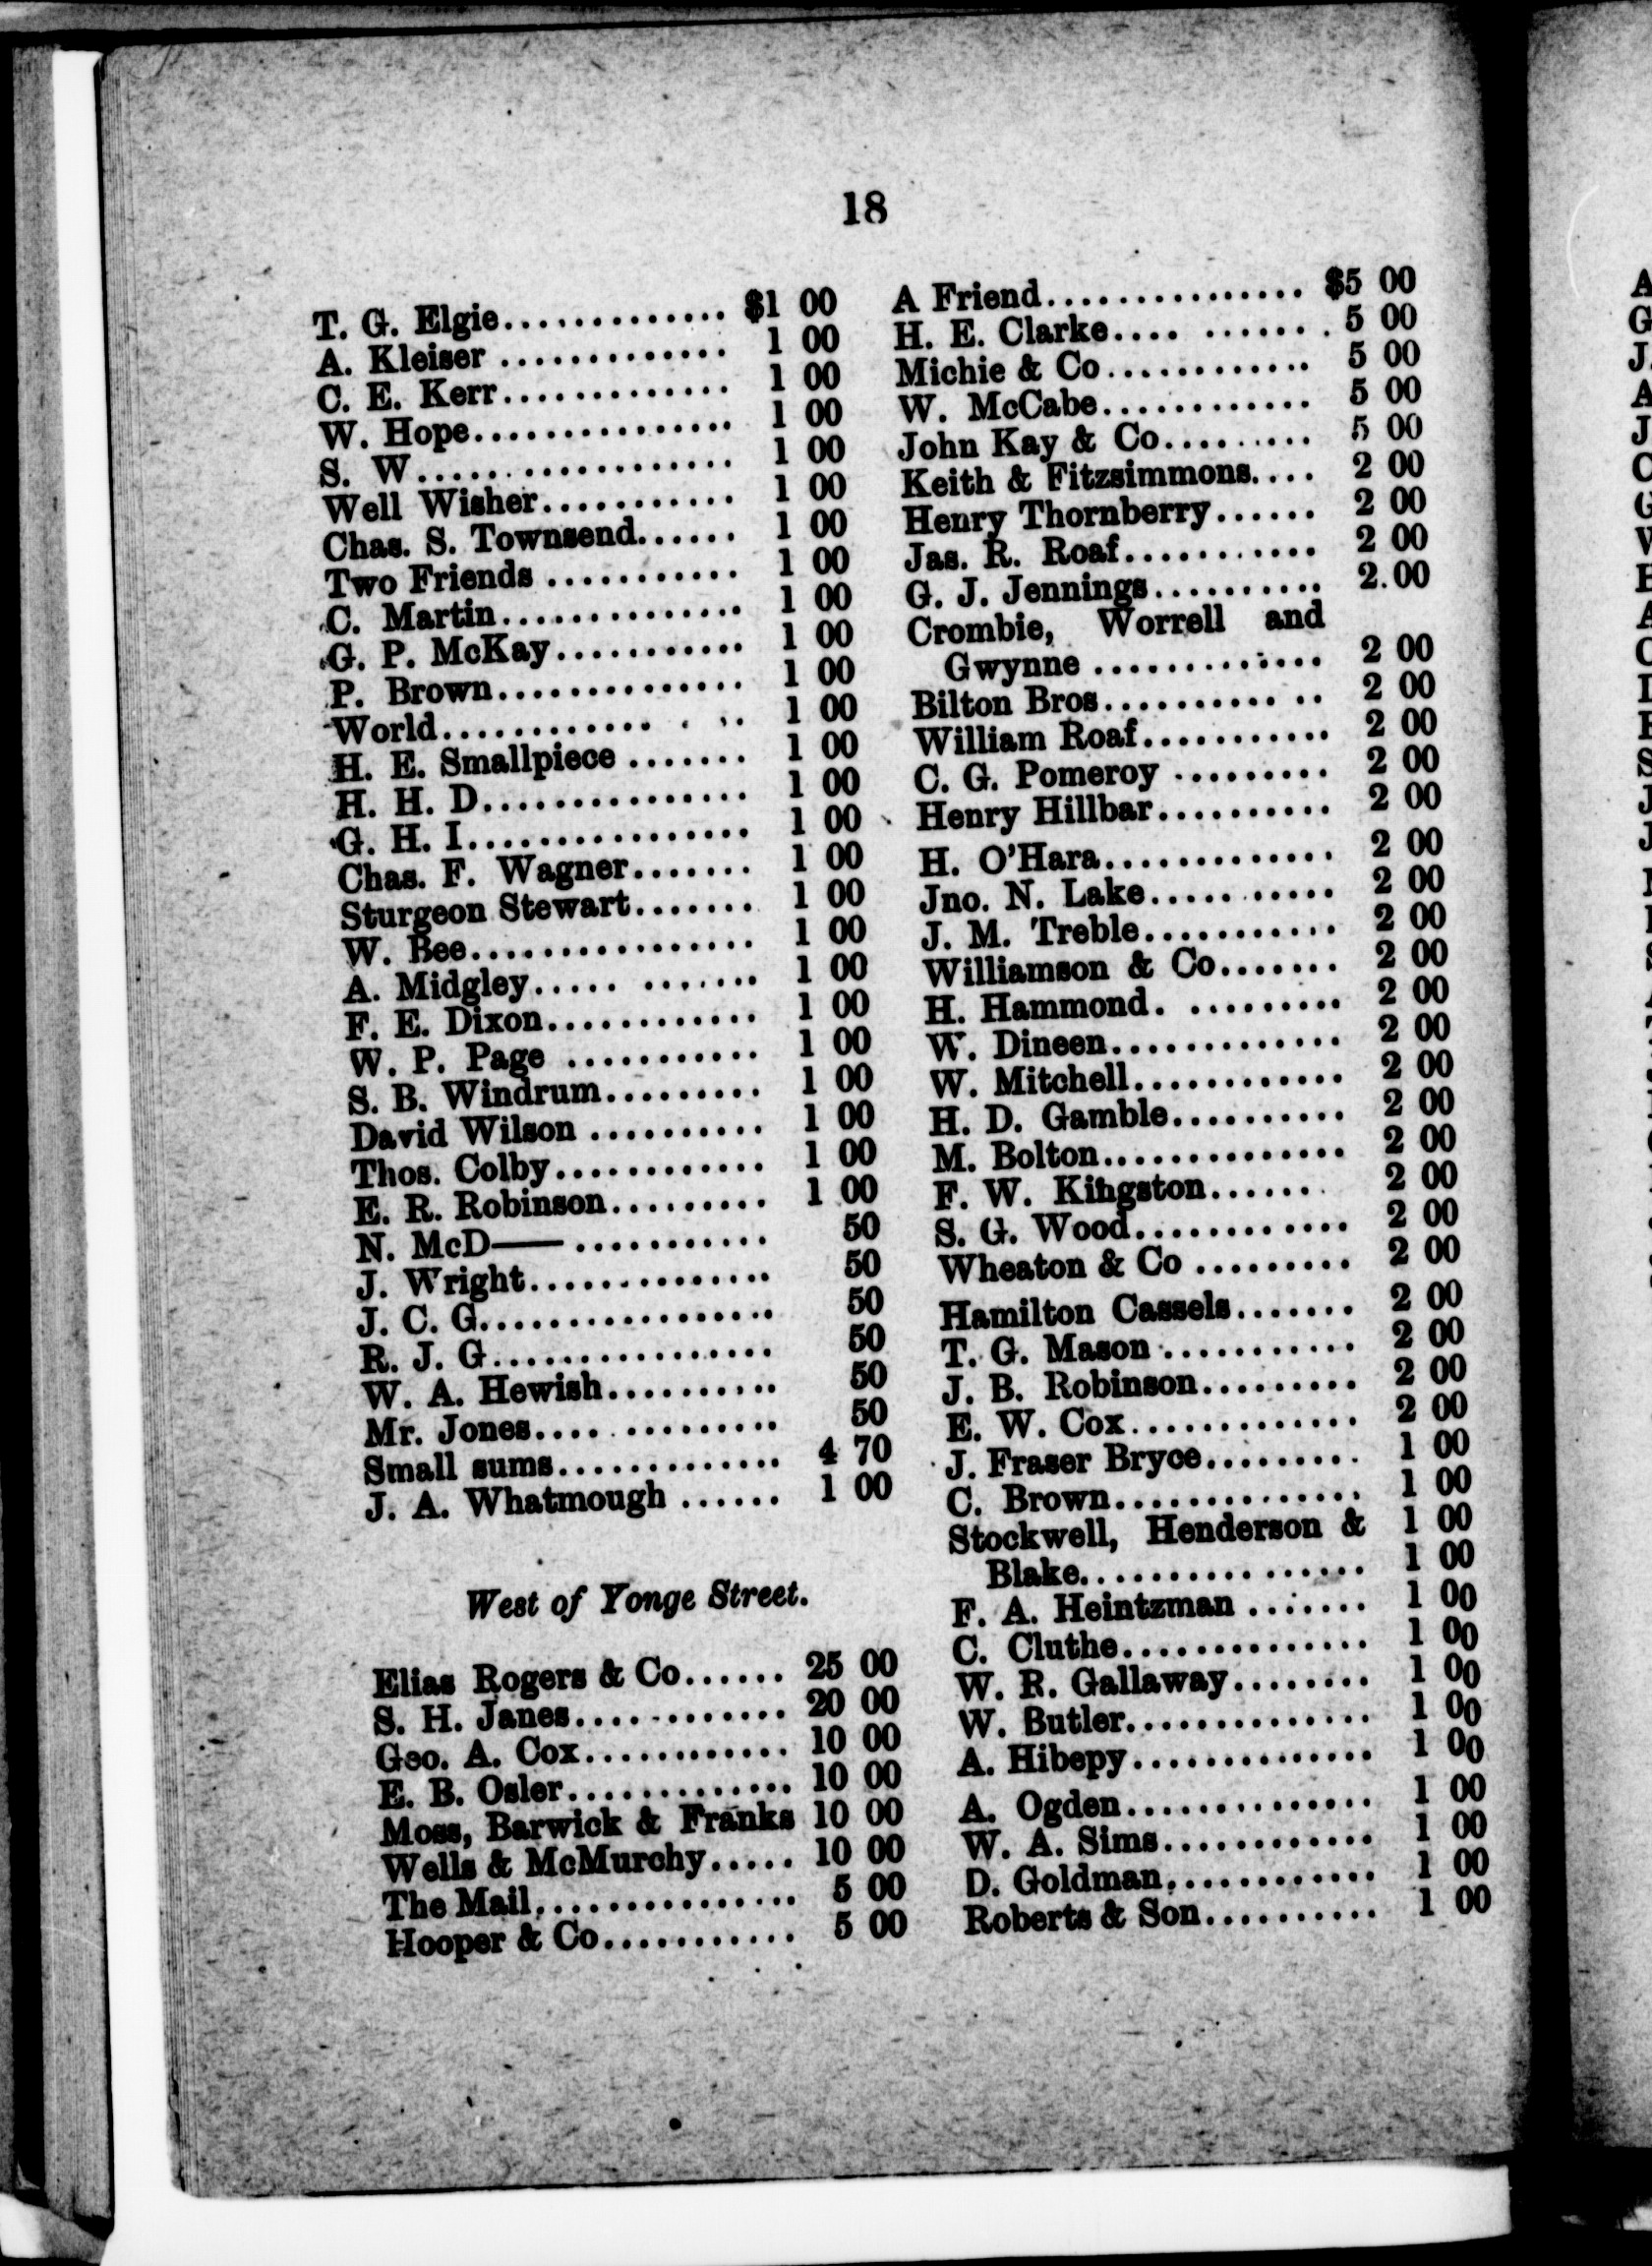 18
T. G. Elgie.............. $1 00
A. Kleiser ............. 1 00
C. E. Kerr............. 1 00
W. Hope............... 1 00
S. W.................. 1 00
Well Wisher........... 1 00
Chas. S. Townsend...... 1 00
Two Friends ........... 1 00
C. Martin.............. 1 00
G. P. McKay........... 1 00
P. Brown.............. 1 00
World............. . .. 1 00
H. E. Smallpiece ....... 1 00
H. H. D............... 1 00
G. H. I................ 1 00
Chas. F. Wagner....... 1 00
Sturgeon Stewart....... 1 00
W. Bee................ 1 00
A. Midgley..... ....... 1 00
F. E. Dixon............ 1 00
W. P. Page ........... 1 00
S. B. Windrum......... 1 00
David Wilson .......... 1 00
Thos. Colby............ 1 00
E. R. Robinson......... 1 00
N. McD—— ........... 50
J. Wright.............. 50
J. C. G................. 50
R. J. G................ 50
W. A. Hewish.......... 50
Mr. Jones.... ......... 50
Small sums............. 4 70
J. A. Whatmough ...... 1 00
West of Yonge Street.
Elias Rogers & Co...... 25 00
S. H. Janes............ 20 00
Geo. A. Cox............ 10 00
E. B. Osler............. 10 00
Moss, Barwick & Franks 10 00
Wells & McMurchy..... 10 00
The Mail............... 5 00
Hooper & Co........... 5 00
A Friend............... $5 00
H. E. Clarke.... ....... 5 00
Michie & Co............ 5 00
W. McCabe............ 5 00
John Kay & Co......... 5 00
Keith & Fitzsimmons.... 2 00
Henry Thornberry...... 2 00
Jas. R. Roaf........... 2 00
G. J. Jennings.......... 2.00
Crombie, Worrell and
Gwynne ............. 2 00
Bilton Bros.......... .. 2 00
William Roaf........... 2 00
C. G. Pomeroy ......... 2 00
Henry Hillbar.......... 2 00
H. O'Hara............. 2 00
Jno. N. Lake........... 2 00
J. M. Treble........... 2 00
Williamson & Co....... 2 00
H. Hammond. ......... 2 00
W. Dineen............. 2 00
W. Mitchell............ 2 00
H. D. Gamble.......... 2 00
M. Bolton.............. 2 00
F. W. Kingston...... 2 00
S. G. Wood............ 2 00
Wheaton & Co ......... 2 00
Hamilton Cassels....... 2 00
T. G. Mason ........... 2 00
J. B. Robinson......... 2 00
E. W. Cox............. 2 00
J. Fraser Bryce......... 1 00
C. Brown.............. 1 00
Stockwell, Henderson & 1 00
Blake................ 1 00
F. A. Heintzman ....... 1 00
C. Cluthe.............. 1 00
W. R. Gallaway........ 1 00
W. Butler.............. 1 00
A. Hibepy.............. 1 00
A. Ogden.............. 1 00
W. A. Sims............ 1 00
D. Goldman............ 1 00
Roberts & Son.......... 1 00